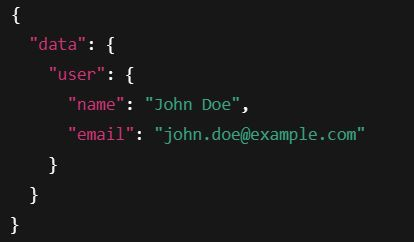 {
  "data": {
    "user": {
      "name": "John Doe",
      "email": "john.doe@example.com"
    }
  }
}